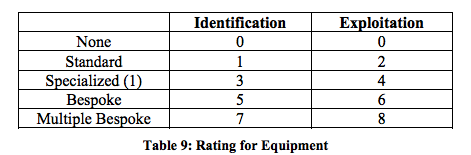 Identification Exploitation
None 0 0
Standard 1 2
Specialized (1) 3 4
Bespoke 5 6
Multiple Bespoke 7 8
Table 9: Rating for Equipment